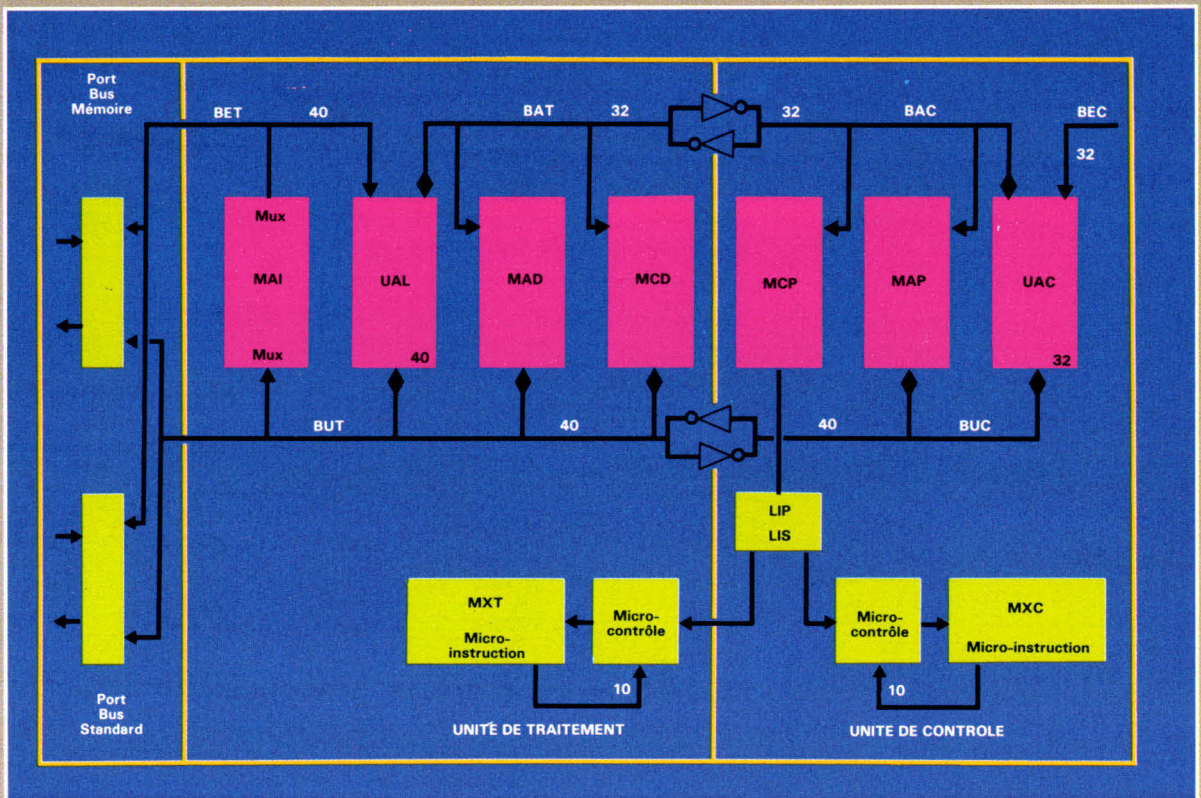 Port
Bus
Mémoire
BET
40
BAT
32
32
BAC
BEC
32
Mux
MAI
Mux
UAL
40
MAD
MCD
MCP
MAP
UAC
32
BUT
40
40
BUC
LIP
LIS
MXT
Micro-
instruction
Micro-
contrôle
10
Micro-
contrôle
MXC
Micro-instruction
10
Port
Bus
Standard
UNITE DE TRAITEMENT
UNITE DE CONTROLE